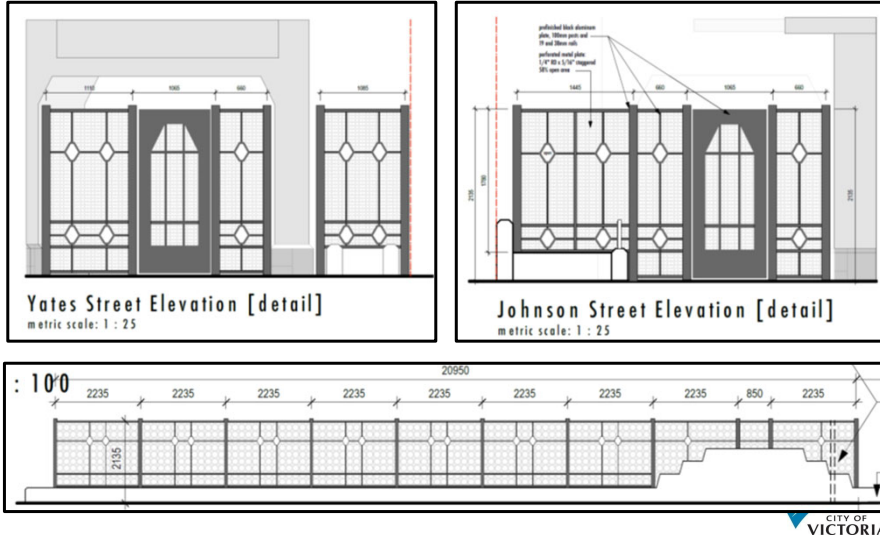 1150
1065
660
1085
Yates Street Elevation [detail]
metric scale: 1 : 25
prefinished black aluminum
plate, 100mm posts and
19 and 38mm rails
perforated metal plate:
1/4" RD x 5/16" staggered
58% open area
1445
660
1065
660
2135
1780
2135
Johnson Street Elevation [detail]
metric scale: 1 : 25
: 100
20950
2235
2235
2235
2235
2235
2235
2235
2235
850
2235
2135
CITY OF
VICTORIA